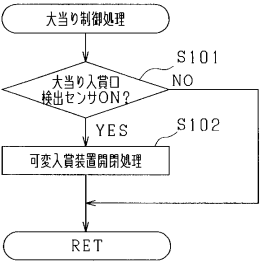 大当り制御処理
S101
大当り入賞口
検出センサON?
NO
YES
S102
可変入賞装置開閉処理
RET